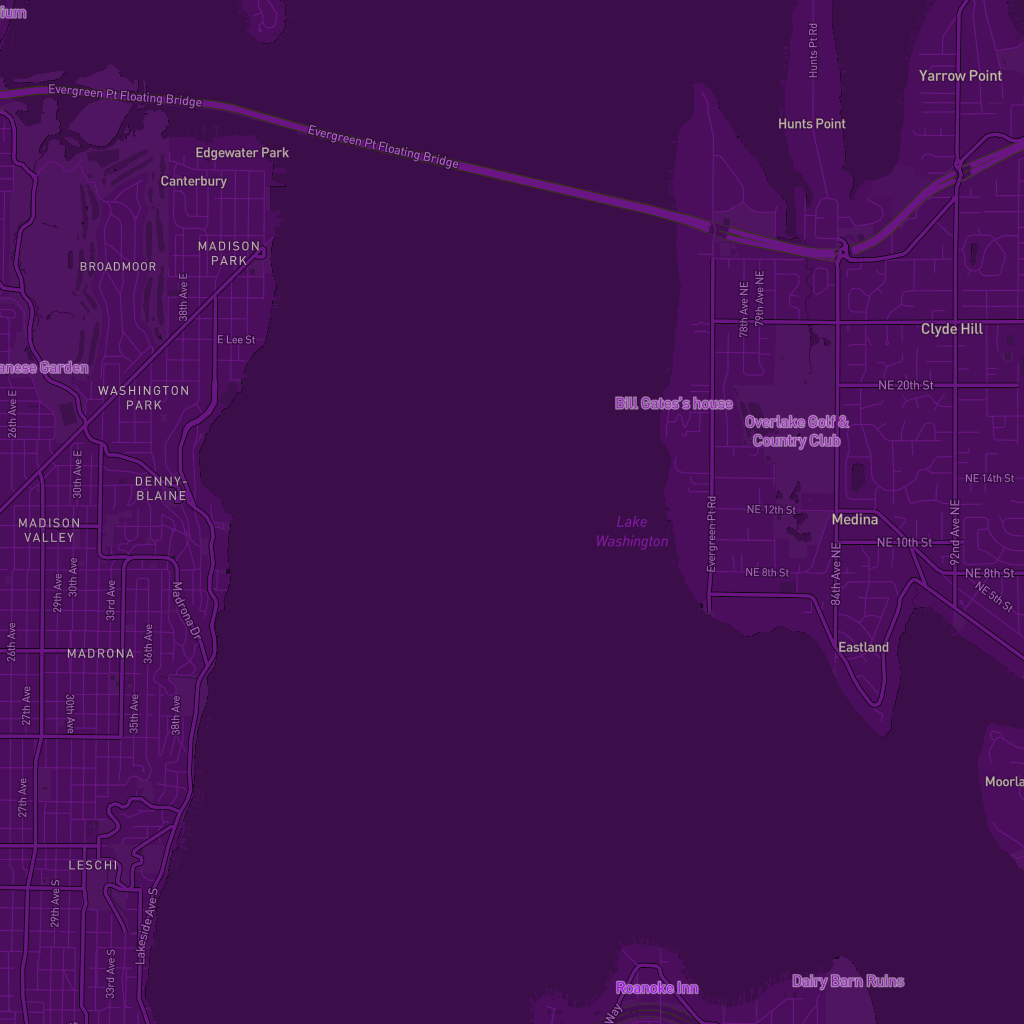 ium
Hunts Pt Rd
Yarrow Point
Evergreen Pt Floating Bridge
Evergreen Pt Floating Bridge
Hunts Point
Edgewater Park
Canterbury
MADISON
PARK
BROADMOOR
38th Ave E
78th Ave NE
79th Ave NE
E Lee St
Clyde Hill
anese Garden
NE 20th St
WASHINGTON
PARK
26th Ave E
Bill Gates's house
Overlake Golf &
Country Club
30th Ave E
DENNY-
BLAINE
NE 14th St
MADISON
VALLEY
Lake
Washington
Evergreen Pt Rd
NE 12th St
Medina
92nd Ave NE
NE 10th St
29th Ave
30th Ave
33rd Ave
Madrona Dr
NE 8th St
84th Ave NE
NE 8th St
NE 5th St
26th Ave
MADRONA
36th Ave
Eastland
27th Ave
30th Ave
35th Ave
38th Ave
27th Ave
Moorla
LESCHI
29th Ave S
Lakeside Ave S
33rd Ave S
Roanoke Inn
Dairy Barn Ruins
Way
S